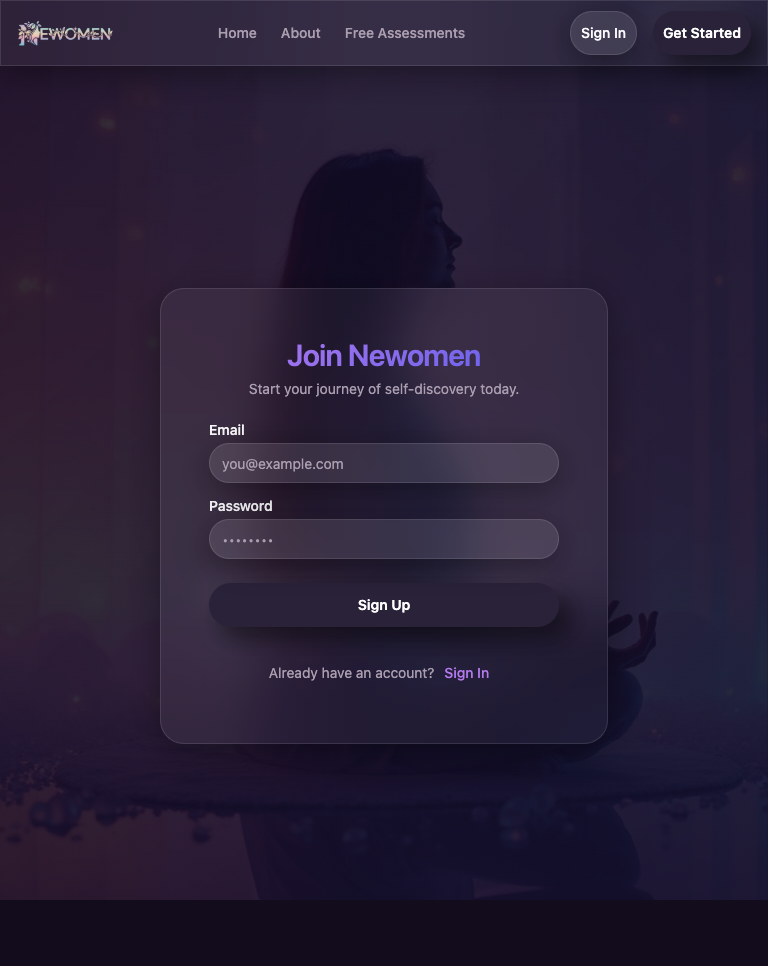 NEWOMEN
Home
About
Free Assessments
Sign In
Get Started
Join Newomen
Start your journey of self-discovery today.
Email
you@example.com
Password
••••••••
Sign Up
Already have an account? Sign In